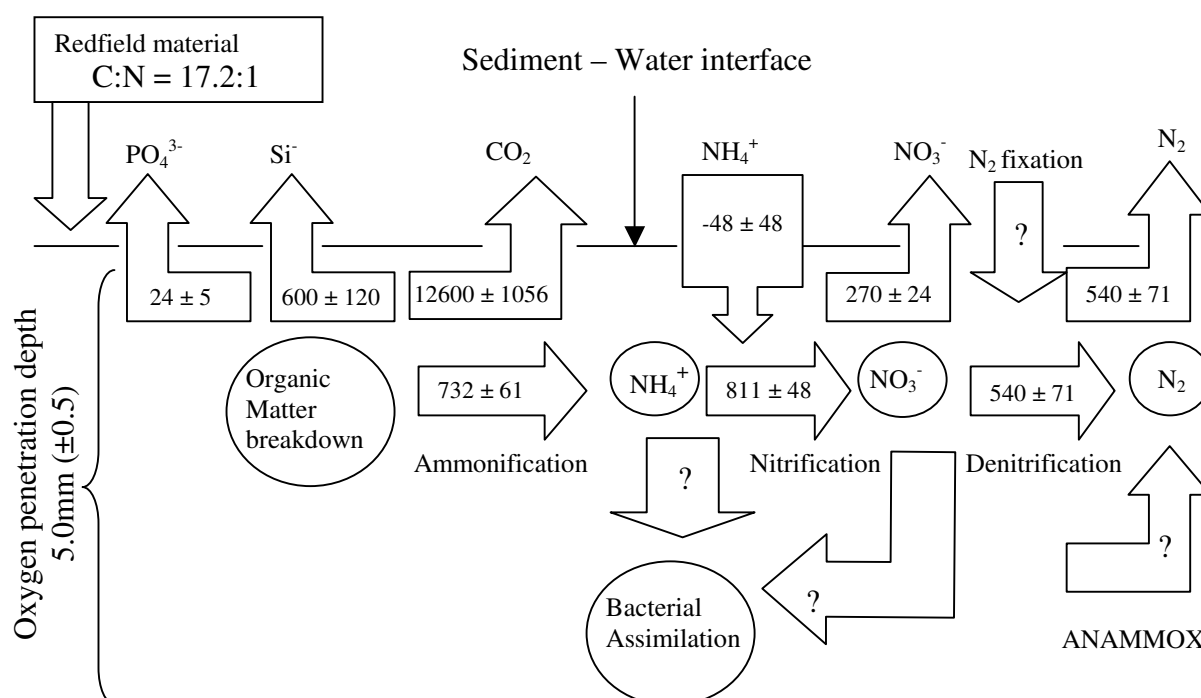 Redfield material
C:N = 17.2:1
Sediment – Water interface
PO₄³⁻
Si⁻
CO₂
NH₄⁺
NO₃⁻
N₂ fixation
N₂
-48 ± 48
?
24 ± 5
600 ± 120
12600 ± 1056
270 ± 24
540 ± 71
Oxygen penetration depth
5.0mm (±0.5)
Organic
Matter
breakdown
732 ± 61
NH₄⁺
811 ± 48
NO₃⁻
540 ± 71
N₂
Ammonification
Nitrification
Denitrification
?
?
?
Bacterial
Assimilation
ANAMMOX